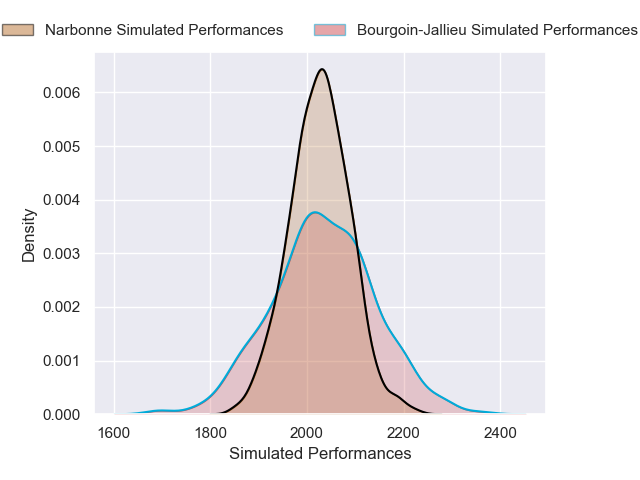 Narbonne Simulated Performances Bourgoin-Jallieu Simulated Performances
0.006
0.005
0.004
0.003
0.002
0.001
0.000
Density
1600 1800 2000 2200 2400
Simulated Performances